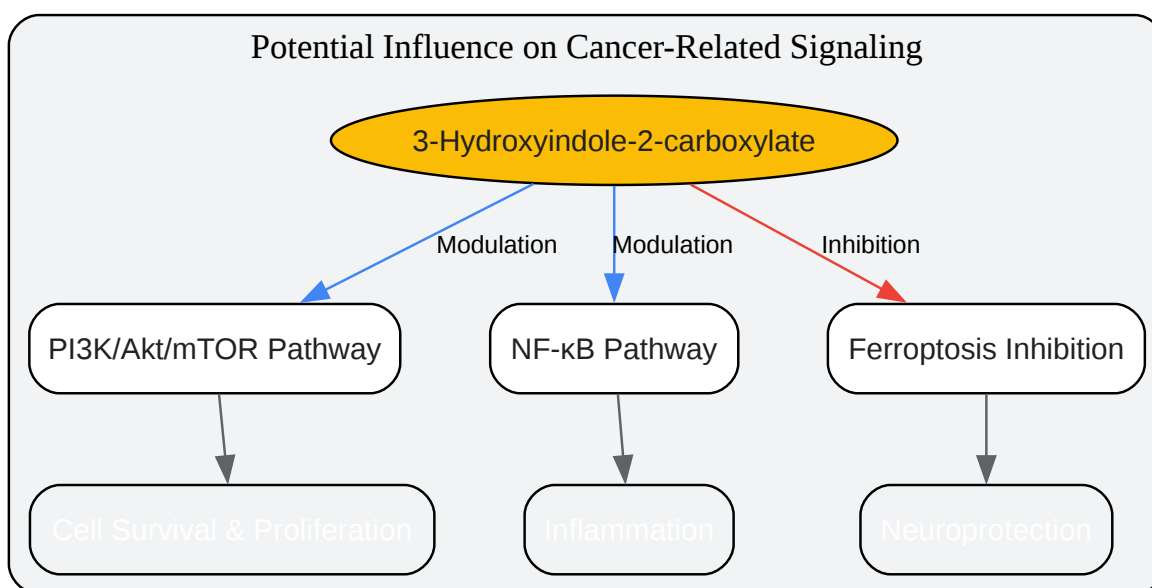 Potential Influence on Cancer-Related Signaling
3-Hydroxyindole-2-carboxylate
Modulation
Modulation
Inhibition
PI3K/Akt/mTOR Pathway
NF-κB Pathway
Ferroptosis Inhibition
Cell Survival & Proliferation
Inflammation
Neuroprotection